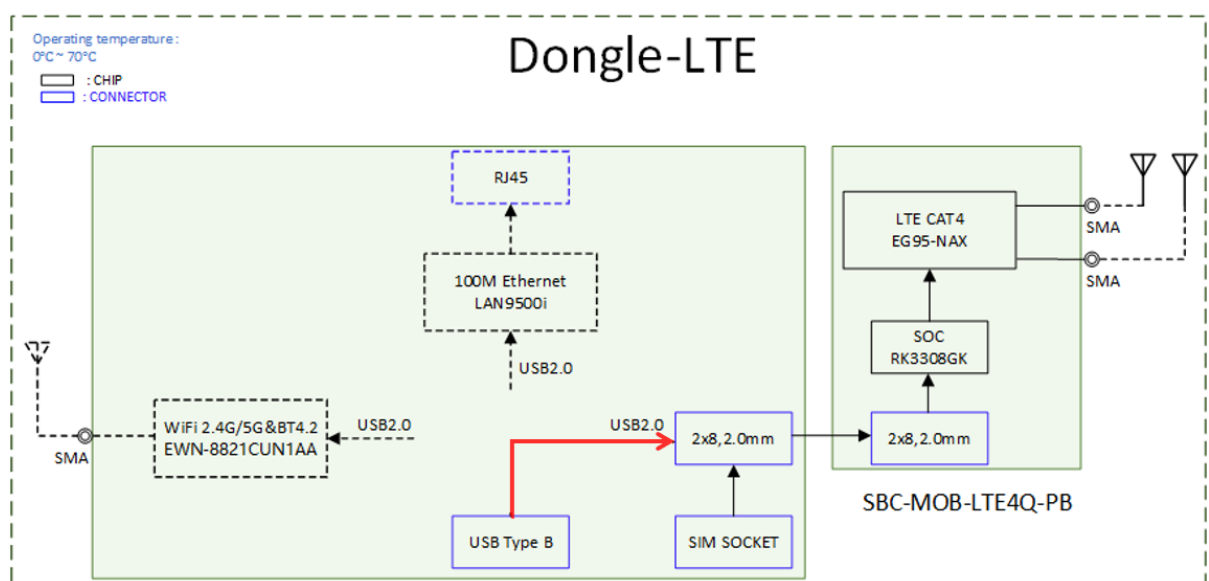 Operating temperature :
0°C ~ 70°C
: CHIP
: CONNECTOR
Dongle-LTE
RJ45
100M Ethernet
LAN9500i
USB2.0
WiFi 2.4G/5G&BT4.2
EWN-8821CUN1AA
USB2.0
SMA
USB2.0
2x8,2.0mm
USB Type B
SIM SOCKET
LTE CAT4
EG95-NAX
SMA
SMA
SOC
RK3308GK
2x8,2.0mm
SBC-MOB-LTE4Q-PB